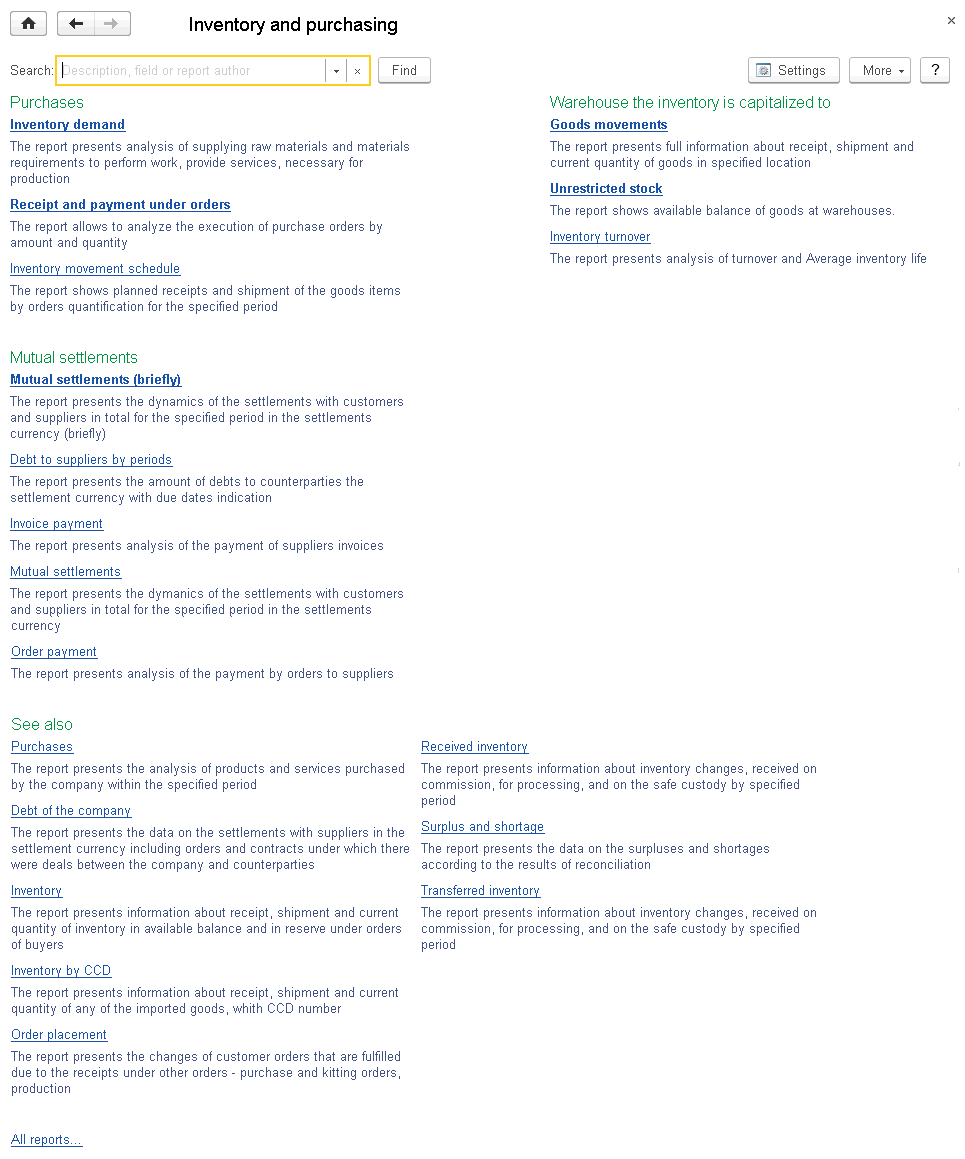 Inventory and purchasing
Search: Description, field or report author
Find
Settings
More
?
Purchases
Inventory demand
The report presents analysis of supplying raw materials and materials
requirements to perform work, provide services, necessary for
production
Receipt and payment under orders
The report allows to analyze the execution of purchase orders by
amount and quantity
Inventory movement schedule
The report shows planned receipts and shipment of the goods items
by orders quantification for the specified period
Warehouse the inventory is capitalized to
Goods movements
The report presents full information about receipt, shipment and
current quantity of goods in specified location
Unrestricted stock
The report shows available balance of goods at warehouses.
Inventory turnover
The report presents analysis of turnover and Average inventory life
Mutual settlements
Mutual settlements (briefly)
The report presents the dynamics of the settlements with customers
and suppliers in total for the specified period in the settlements
currency (briefly)
Debt to suppliers by periods
The report presents the amount of debts to counterparties the
settlement currency with due dates indication
Invoice payment
The report presents analysis of the payment of suppliers invoices
Mutual settlements
The report presents the dymanics of the settlements with customers
and suppliers in total for the specified period in the settlements
currency
Order payment
The report presents analysis of the payment by orders to suppliers
See also
Purchases
The report presents the analysis of products and services purchased
by the company within the specified period
Debt of the company
The report presents the data on the settlements with suppliers in the
settlement currency including orders and contracts under which there
were deals between the company and counterparties
Inventory
The report presents information about receipt, shipment and current
quantity of inventory in available balance and in reserve under orders
of buyers
Inventory by CCD
The report presents information about receipt, shipment and current
quantity of any of the imported goods, whith CCD number
Order placement
The report presents the changes of customer orders that are fulfilled
due to the receipts under other orders - purchase and kitting orders,
production
Received inventory
The report presents information about inventory changes, received on
commission, for processing, and on the safe custody by specified
period
Surplus and shortage
The report presents the data on the surpluses and shortages
according to the results of reconciliation
Transferred inventory
The report presents information about inventory changes, received on
commission, for processing, and on the safe custody by specified
period
All reports...